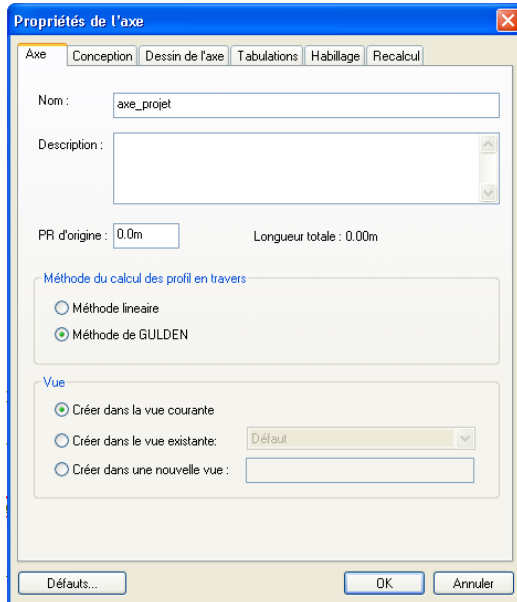 Propriétés de l'axe
Axe Conception Dessin de l'axe Tabulations Habillage Recalcul
Nom : axe_projet
Description :
PR d'origine : 0.0m Longueur totale : 0.00m
Méthode du calcul des profil en travers
Méthode lineaire
Méthode de GULDEN
Vue
Créer dans la vue courante
Créer dans le vue existante: Défaut
Créer dans une nouvelle vue :
Défauts... OK Annuler